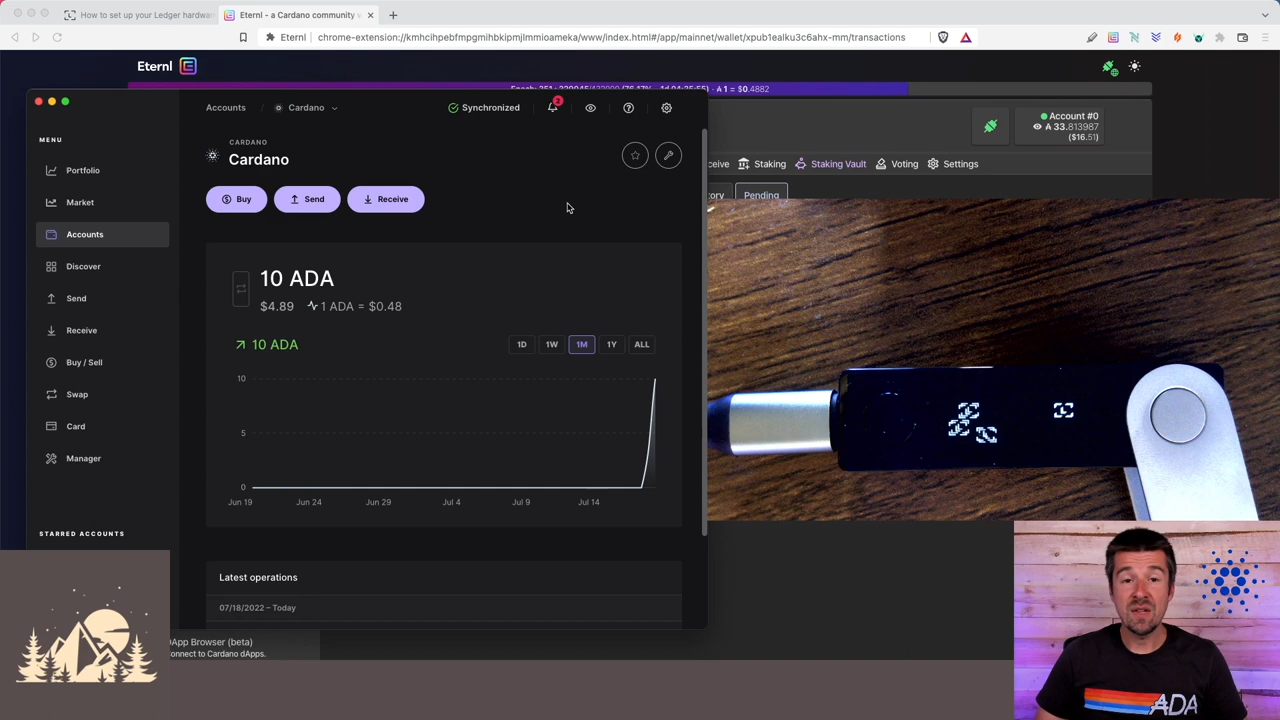 How to set up your Ledger hardwar
Eternl - a Cardano community w
Eternl
chrome-extension://kmhcihpebfmpgmihbkipmjlmmioameka/www/index.html#/app/mainnet/wallet/xpub1ealku3c6ahx-mm/transactions
Eternl
₳ 1 = $0.4882
Account #0
₳ 33.813987
($16.51)
ceive
Staking
Staking Vault
Voting
Settings
ory
Pending
Accounts
Cardano
Synchronized
2
MENU
Portfolio
Market
Accounts
Discover
Send
Receive
Buy / Sell
Swap
Card
Manager
STARRED ACCOUNTS
CARDANO
Cardano
Buy
Send
Receive
10 ADA
$4.89
1 ADA = $0.48
10 ADA
1D
1W
1M
1Y
ALL
10
5
0
Jun 19
Jun 24
Jun 29
Jul 4
Jul 9
Jul 14
Latest operations
07/18/2022 – Today
DApp Browser (beta)
onnect to Cardano dApps.
ADA